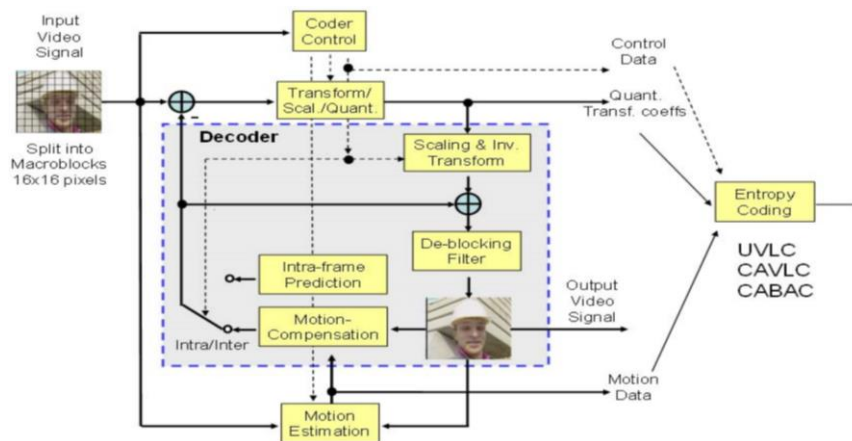 Input
Video
Signal
Split into
Macroblocks
16x16 pixels
Coder
Control
Transform/
Scal./Quant.
-
Decoder
Scaling & Inv.
Transform
De-blocking
Filter
Intra-frame
Prediction
Motion-
Compensation
Intra/Inter
Motion
Estimation
Control
Data
Quant.
Transf. coeffs
Output
Video
Signal
Motion
Data
Entropy
Coding
UVLC
CAVLC
CABAC